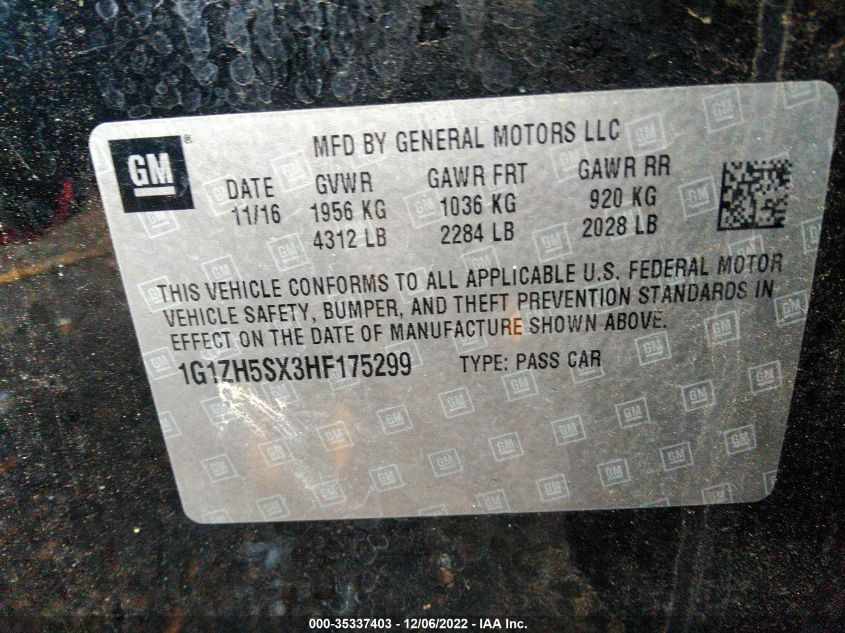 GM ®
MFD BY GENERAL MOTORS LLC
DATE GVWR GAWR FRT GAWR RR
11/16 1956 KG 1036 KG 920 KG
4312 LB 2284 LB 2028 LB
THIS VEHICLE CONFORMS TO ALL APPLICABLE U.S. FEDERAL MOTOR
VEHICLE SAFETY, BUMPER, AND THEFT PREVENTION STANDARDS IN
EFFECT ON THE DATE OF MANUFACTURE SHOWN ABOVE.
1G1ZH5SX3HF175299 TYPE: PASS CAR
000-35337403 - 12/06/2022 - IAA Inc.